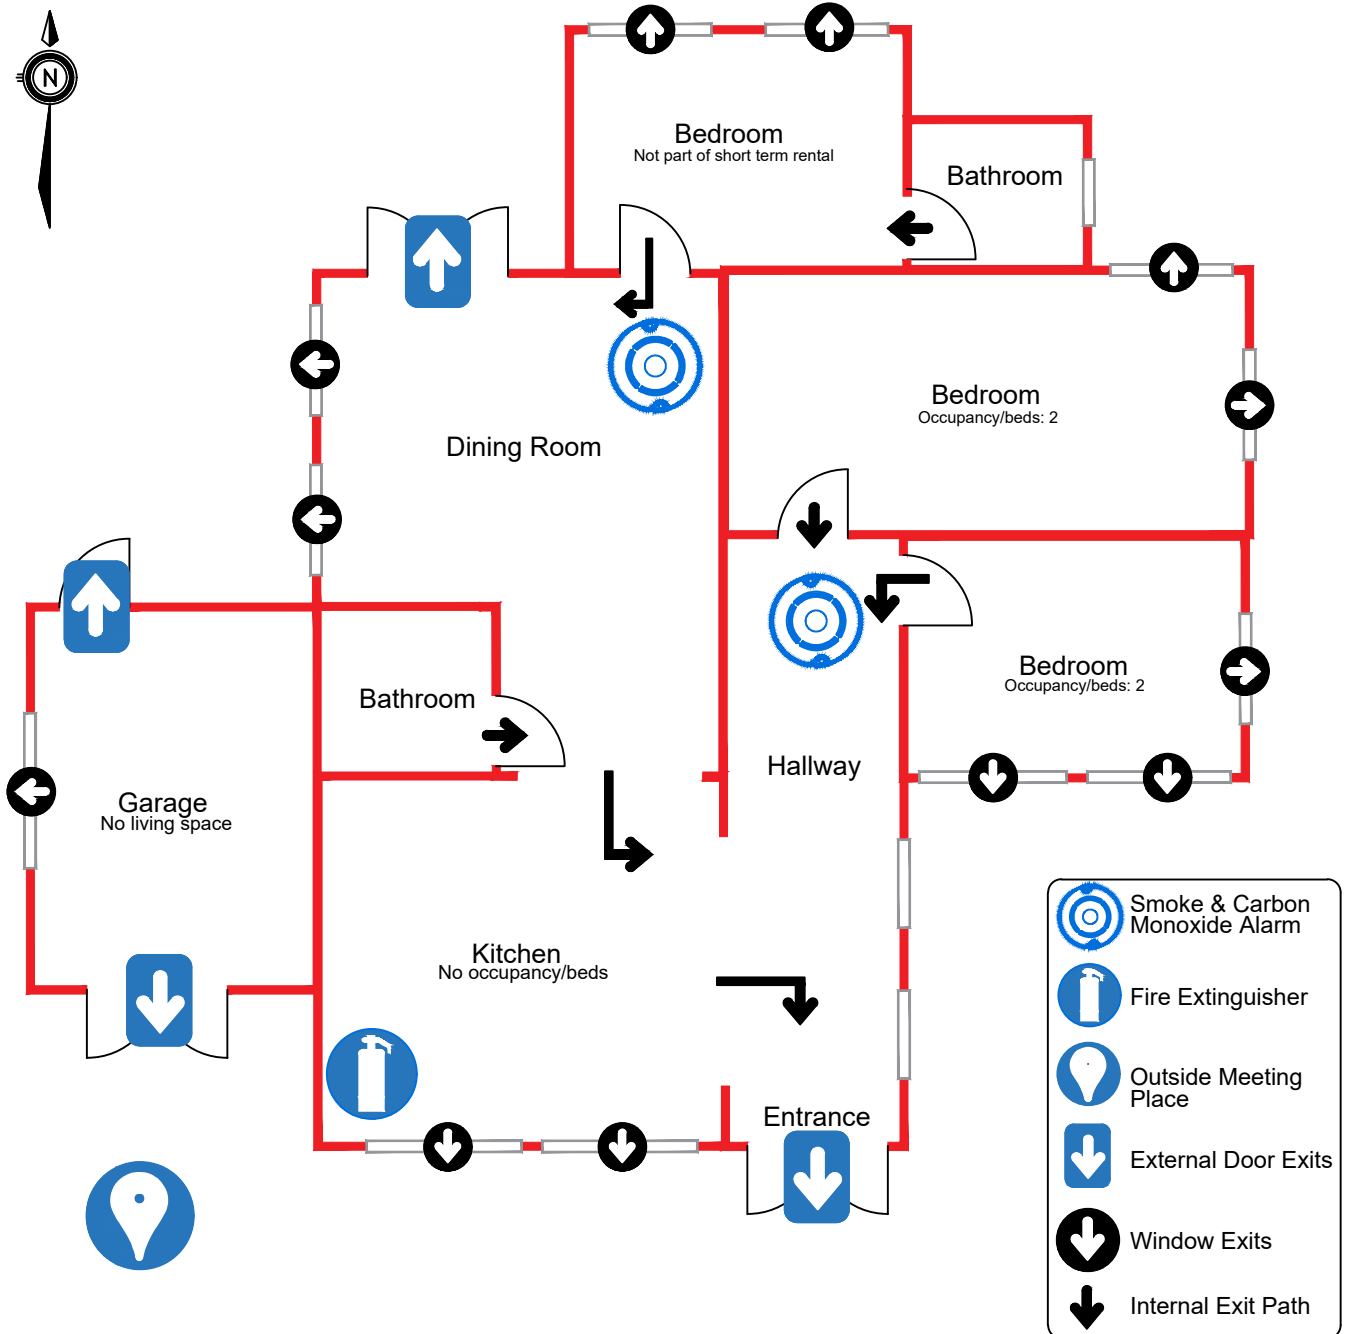 N
Bedroom
Not part of short term rental
Bathroom
Bedroom
Occupancy/beds: 2
Dining Room
Bedroom
Occupancy/beds: 2
Bathroom
Hallway
Garage
No living space
Kitchen
No occupancy/beds
Entrance
Smoke & Carbon
Monoxide Alarm
Fire Extinguisher
Outside Meeting
Place
External Door Exits
Window Exits
Internal Exit Path